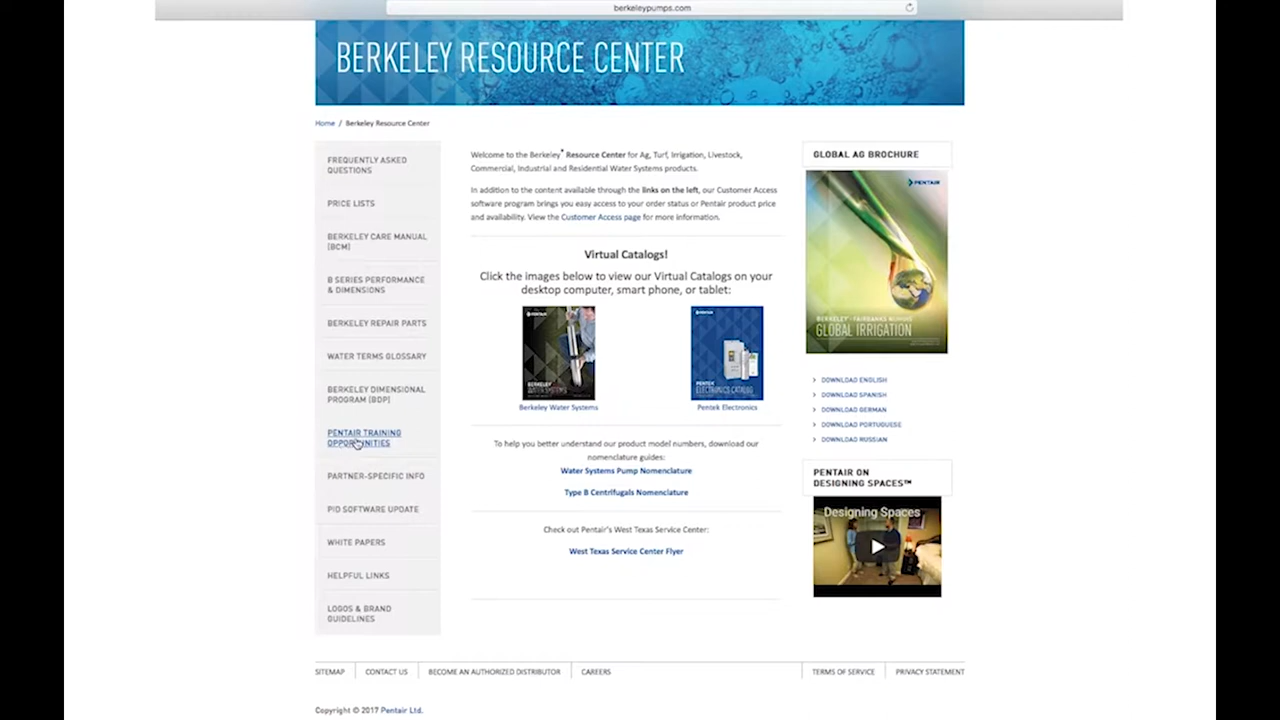 berkeleypumps.com
BERKELEY RESOURCE CENTER
Home / Berkeley Resource Center
FREQUENTLY ASKED
QUESTIONS
PRICE LISTS
BERKELEY CARE MANUAL
(BCM)
B SERIES PERFORMANCE
& DIMENSIONS
BERKELEY REPAIR PARTS
WATER TERMS GLOSSARY
BERKELEY DIMENSIONAL
PROGRAM (BDP)
PENTAIR TRAINING
OPPORTUNITIES
PARTNER-SPECIFIC INFO
PID SOFTWARE UPDATE
WHITE PAPERS
HELPFUL LINKS
LOGOS & BRAND
GUIDELINES
Welcome to the Berkeley® Resource Center for Ag, Turf, Irrigation, Livestock,
Commercial, Industrial and Residential Water Systems products.
In addition to the content available through the links on the left, our Customer Access
software program brings you easy access to your order status or Pentair product price
and availability. View the Customer Access page for more information.
Virtual Catalogs!
Click the images below to view our Virtual Catalogs on your
desktop computer, smart phone, or tablet:
PENTAIR
BERKELEY
WATER SYSTEMS
Berkeley Water Systems
PENTAIR
PENTEK
ELECTRONICS CATALOG
Pentek Electronics
To help you better understand our product model numbers, download our
nomenclature guides:
Water Systems Pump Nomenclature
Type B Centrifugals Nomenclature
Check out Pentair's West Texas Service Center:
West Texas Service Center Flyer
GLOBAL AG BROCHURE
PENTAIR
BERKELEY • FAIRBANKS NIJHUIS
GLOBAL IRRIGATION
> DOWNLOAD ENGLISH
> DOWNLOAD SPANISH
> DOWNLOAD GERMAN
> DOWNLOAD PORTUGUESE
> DOWNLOAD RUSSIAN
PENTAIR ON
DESIGNING SPACES™
Designing Spaces
SITEMAP
CONTACT US
BECOME AN AUTHORIZED DISTRIBUTOR
CAREERS
TERMS OF SERVICE
PRIVACY STATEMENT
Copyright © 2017 Pentair Ltd.